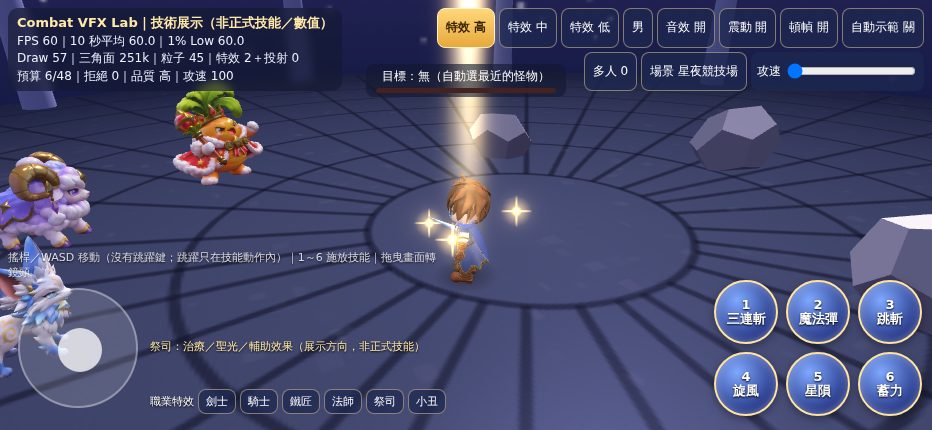 Combat VFX Lab｜技術展示（非正式技能／數值）
FPS 60｜10 秒平均 60.0｜1% Low 60.0
Draw 57｜三角面 251k｜粒子 45｜特效 2＋投射 0
預算 6/48｜拒絕 0｜品質 高｜攻速 100
特效 高
特效 中
特效 低
男
音效 開
震動 開
頓幀 開
自動示範 關
多人 0
場景 星夜競技場
攻速
目標：無（自動選最近的怪物）
搖桿／WASD 移動（沒有跳躍鍵；跳躍只在技能動作內）｜1～6 施放技能｜拖曳畫面轉
鏡頭
祭司：治療／聖光／輔助效果（展示方向，非正式技能）
職業特效
劍士
騎士
鐵匠
法師
祭司
小丑
1
三連斬
2
魔法彈
3
跳斬
4
旋風
5
星隕
6
蓄力